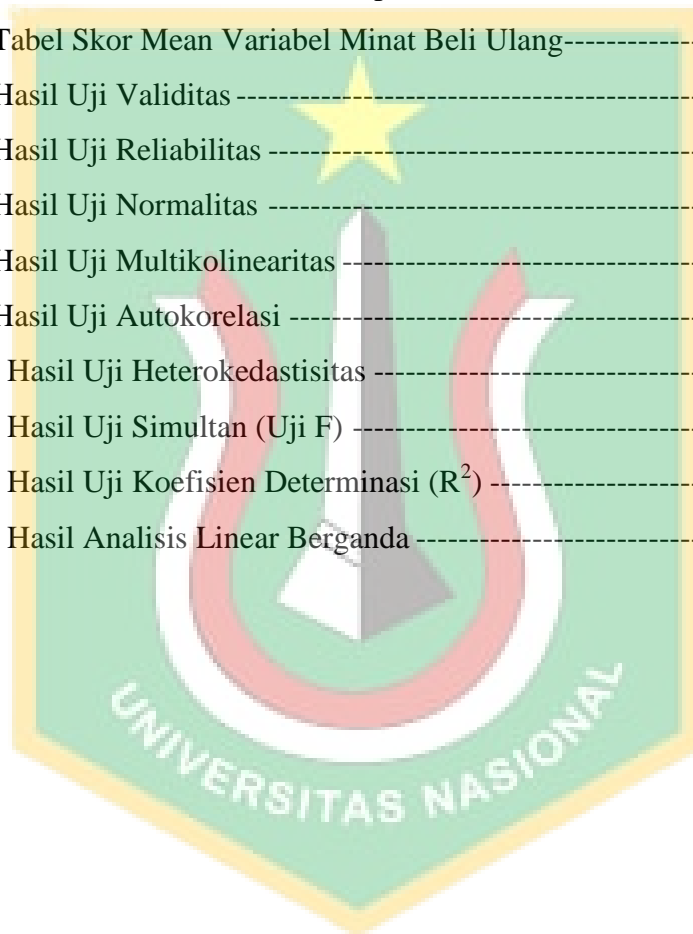 Tabel Skor Mean Variabel Minat Beli Ulang-------------
Hasil Uji Validitas -------------------------------------------
Hasil Uji Reliabilitas ----------------------------------------
Hasil Uji Normalitas ----------------------------------------
Hasil Uji Multikolinearitas ---------------------------------
Hasil Uji Autokorelasi --------------------------------------
Hasil Uji Heterokedastisitas ------------------------------
Hasil Uji Simultan (Uji F) --------------------------------
Hasil Uji Koefisien Determinasi (R²) -------------------
Hasil Analisis Linear Berganda --------------------------
UNIVERSITAS NASIONAL